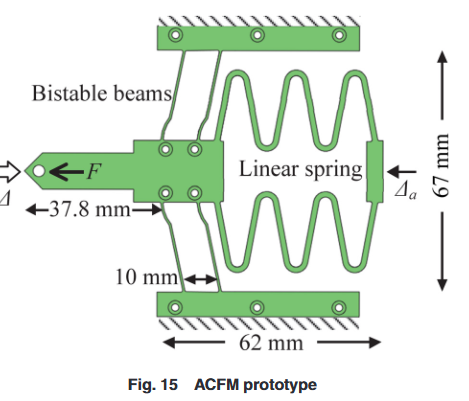 Bistable beams
F
Linear spring
Δ
Δₐ
37.8 mm
67 mm
10 mm
62 mm
Fig. 15 ACFM prototype